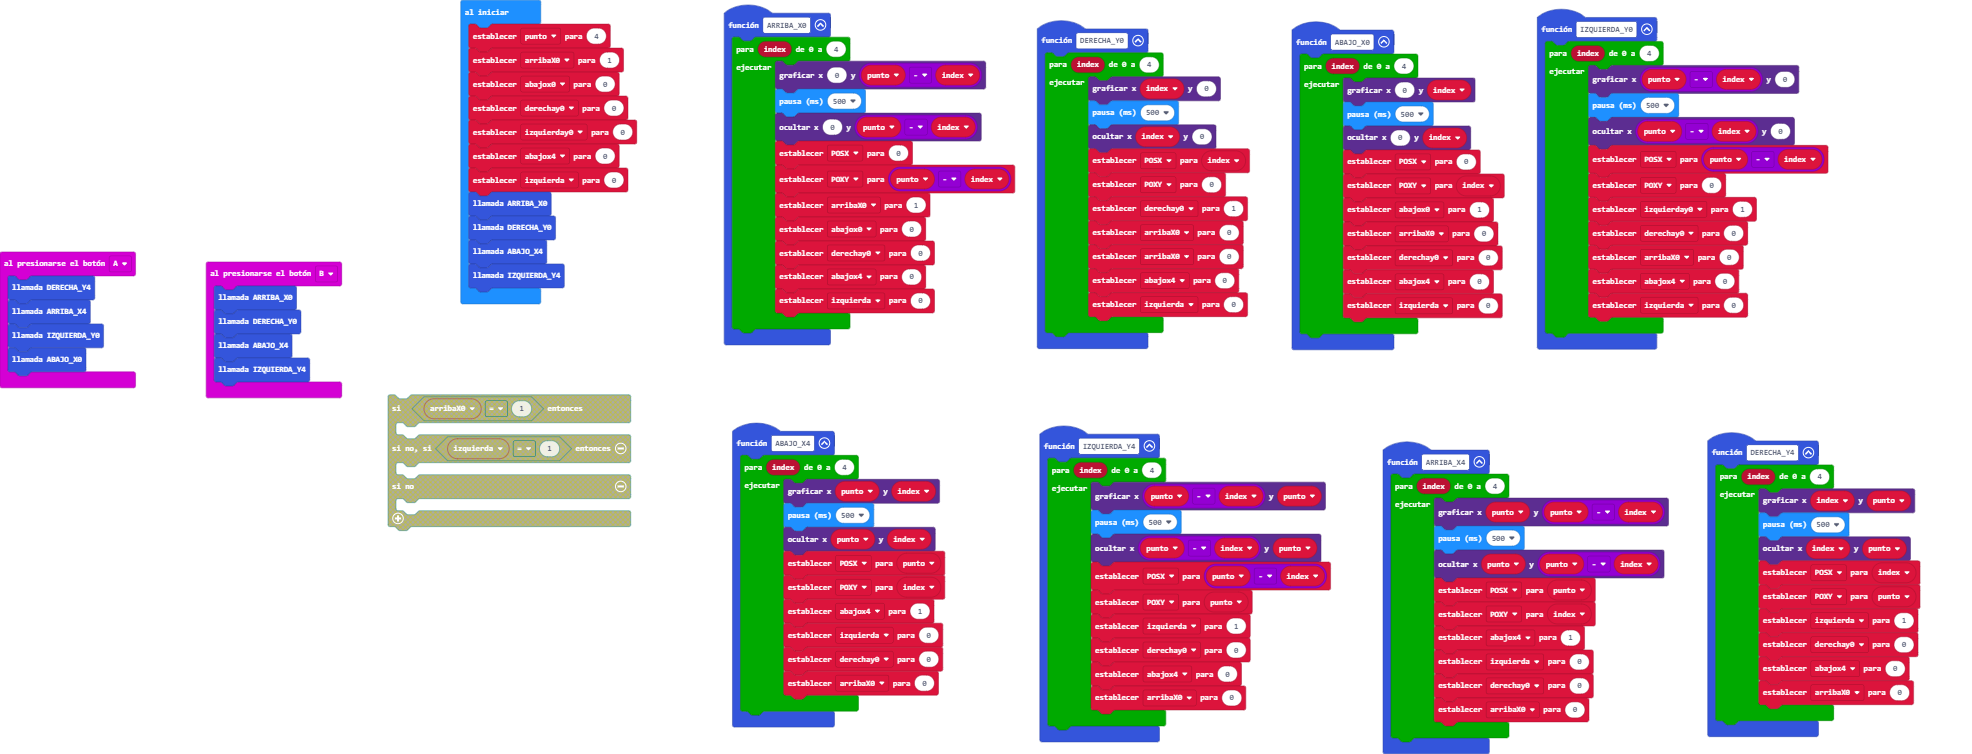 al iniciar
establecer punto para 4
establecer arribaX0 para 1
establecer abajox0 para 0
establecer derechay0 para 0
establecer izquierday0 para 0
establecer abajox4 para 0
establecer izquierda para 0
llamada ARRIBA_X0
llamada DERECHA_Y0
llamada ABAJO_X4
llamada IZQUIERDA_Y4
al presionarse el botón A
llamada DERECHA_Y4
llamada ARRIBA_X4
llamada IZQUIERDA_Y0
llamada ABAJO_X0
al presionarse el botón B
llamada ARRIBA_X0
llamada DERECHA_Y0
llamada ABAJO_X4
llamada IZQUIERDA_Y4
si arribaX0 = 1 entonces
si no, si izquierda = 1 entonces
si no
función ARRIBA_X0
para index de 0 a 4
ejecutar
graficar x 0 y punto - index
pausa (ms) 500
ocultar x 0 y punto - index
establecer POSX para 0
establecer POXY para punto - index
establecer arribaX0 para 1
establecer abajox0 para 0
establecer derechay0 para 0
establecer abajox4 para 0
establecer izquierda para 0
función DERECHA_Y0
para index de 0 a 4
ejecutar
graficar x index y 0
pausa (ms) 500
ocultar x index y 0
establecer POSX para index
establecer POXY para 0
establecer derechay0 para 1
establecer arribaX0 para 0
establecer arribaX0 para 0
establecer abajox4 para 0
establecer izquierda para 0
función ABAJO_X0
para index de 0 a 4
ejecutar
graficar x 0 y index
pausa (ms) 500
ocultar x 0 y index
establecer POSX para 0
establecer POXY para index
establecer abajox0 para 1
establecer arribaX0 para 0
establecer derechay0 para 0
establecer abajox4 para 0
establecer izquierda para 0
función IZQUIERDA_Y0
para index de 0 a 4
ejecutar
graficar x punto - index y 0
pausa (ms) 500
ocultar x punto - index y 0
establecer POSX para punto - index
establecer POXY para 0
establecer izquierday0 para 1
establecer derechay0 para 0
establecer arribaX0 para 0
establecer abajox4 para 0
establecer izquierda para 0
función ABAJO_X4
para index de 0 a 4
ejecutar
graficar x punto y index
pausa (ms) 500
ocultar x punto y index
establecer POSX para punto
establecer POXY para index
establecer abajox4 para 1
establecer izquierda para 0
establecer derechay0 para 0
establecer arribaX0 para 0
función IZQUIERDA_Y4
para index de 0 a 4
ejecutar
graficar x punto - index y punto
pausa (ms) 500
ocultar x punto - index y punto
establecer POSX para punto - index
establecer POXY para punto
establecer izquierda para 1
establecer derechay0 para 0
establecer abajox4 para 0
establecer arribaX0 para 0
función ARRIBA_X4
para index de 0 a 4
ejecutar
graficar x punto y punto - index
pausa (ms) 500
ocultar x punto y punto - index
establecer POSX para punto
establecer POXY para index
establecer abajox4 para 1
establecer izquierda para 0
establecer derechay0 para 0
establecer arribaX0 para 0
función DERECHA_Y4
para index de 0 a 4
ejecutar
graficar x index y punto
pausa (ms) 500
ocultar x index y punto
establecer POSX para index
establecer POXY para punto
establecer izquierda para 1
establecer derechay0 para 0
establecer abajox4 para 0
establecer arribaX0 para 0